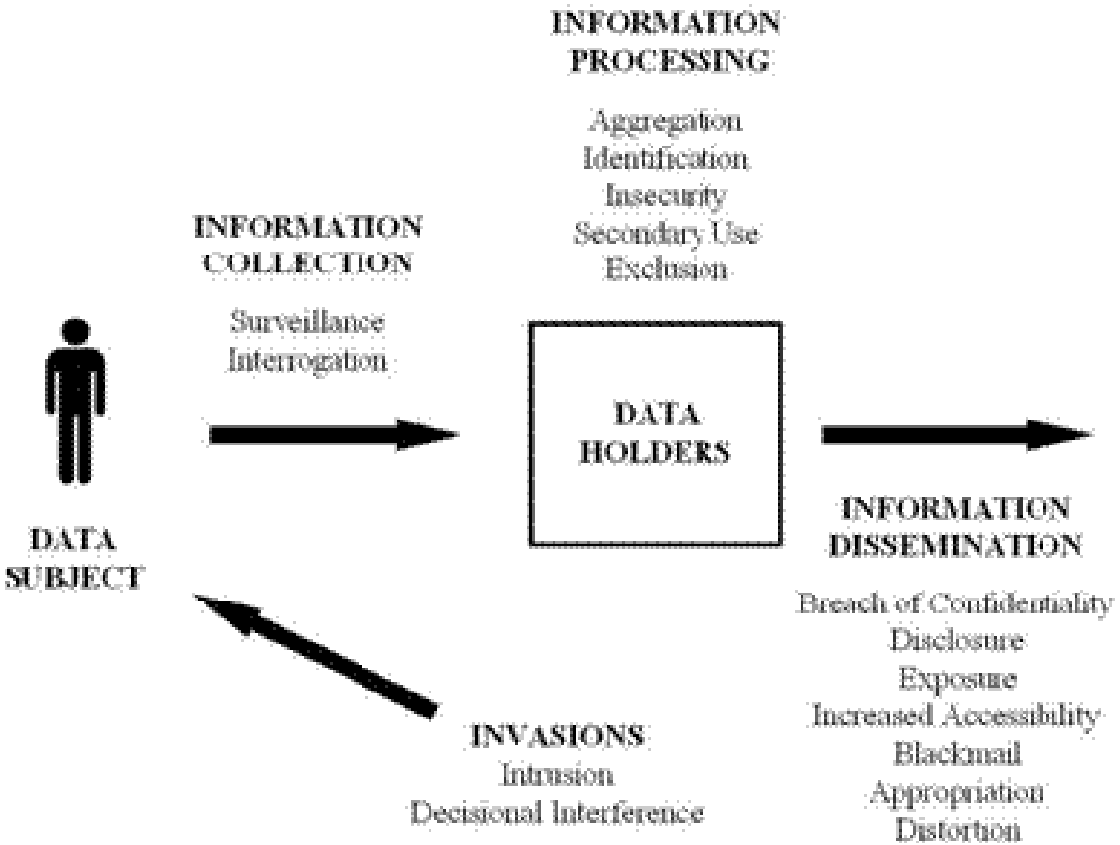 INFORMATION
PROCESSING
Aggregation
Identification
Insecurity
Secondary Use
Exclusion
INFORMATION
COLLECTION
Surveillance
Interrogation
DATA
HOLDERS
DATA
SUBJECT
INFORMATION
DISSEMINATION
Breach of Confidentiality
Disclosure
Exposure
Increased Accessibility
Blackmail
Appropriation
Distortion
INVASIONS
Intrusion
Decisional Interference